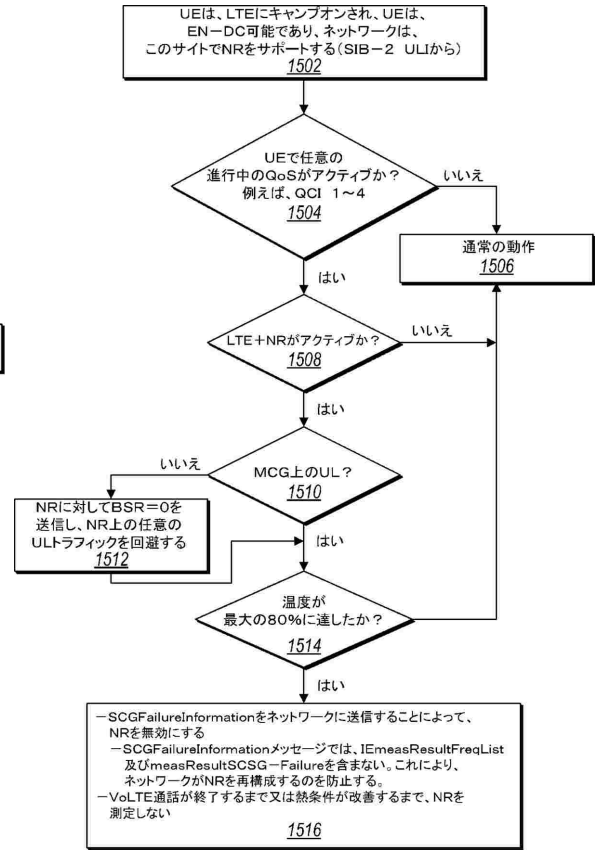 UEは、LTEにキャンプオンされ、UEは、
EN－DC可能であり、ネットワークは、
このサイトでNRをサポートする（SIB－2 ULIから）
1502
UEで任意の
進行中のQoSがアクティブか？
例えば、QCI 1～4
1504
いいえ
通常の動作
1506
はい
LTE＋NRがアクティブか？
1508
いいえ
はい
MCG上のUL？
1510
いいえ
NRに対してBSR＝0を
送信し、NR上の任意の
ULトラフィックを回避する
1512
はい
温度が
最大の80％に達したか？
1514
はい
－SCGFailureInformationをネットワークに送信することによって、
NRを無効にする
－SCGFailureInformationメッセージでは、IEmeasResultFreqList
及びmeasResultSCSG－Failureを含まない。これにより、
ネットワークがNRを再構成するのを防止する。
－VoLTE通話が終了するまで又は熱条件が改善するまで、NRを
測定しない
1516